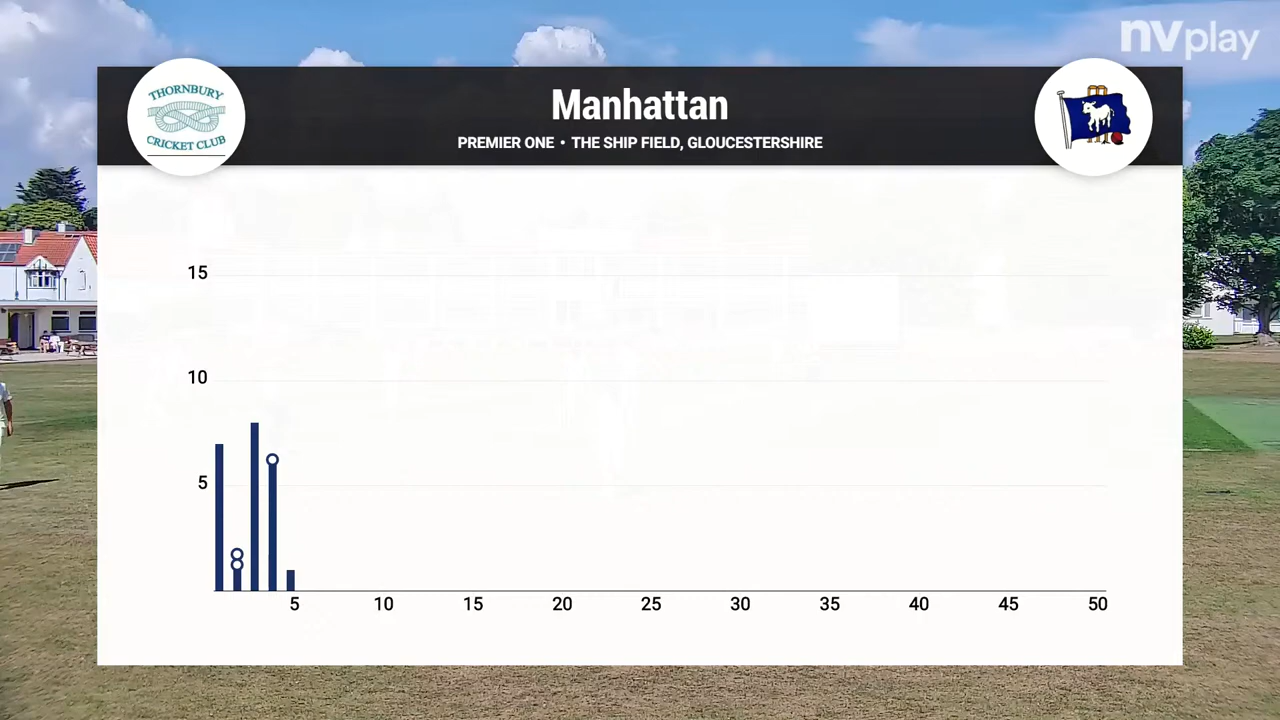 nvplay
THORNBURY
CRICKET CLUB
Manhattan
PREMIER ONE • THE SHIP FIELD, GLOUCESTERSHIRE
15
10
5
5 10 15 20 25 30 35 40 45 50